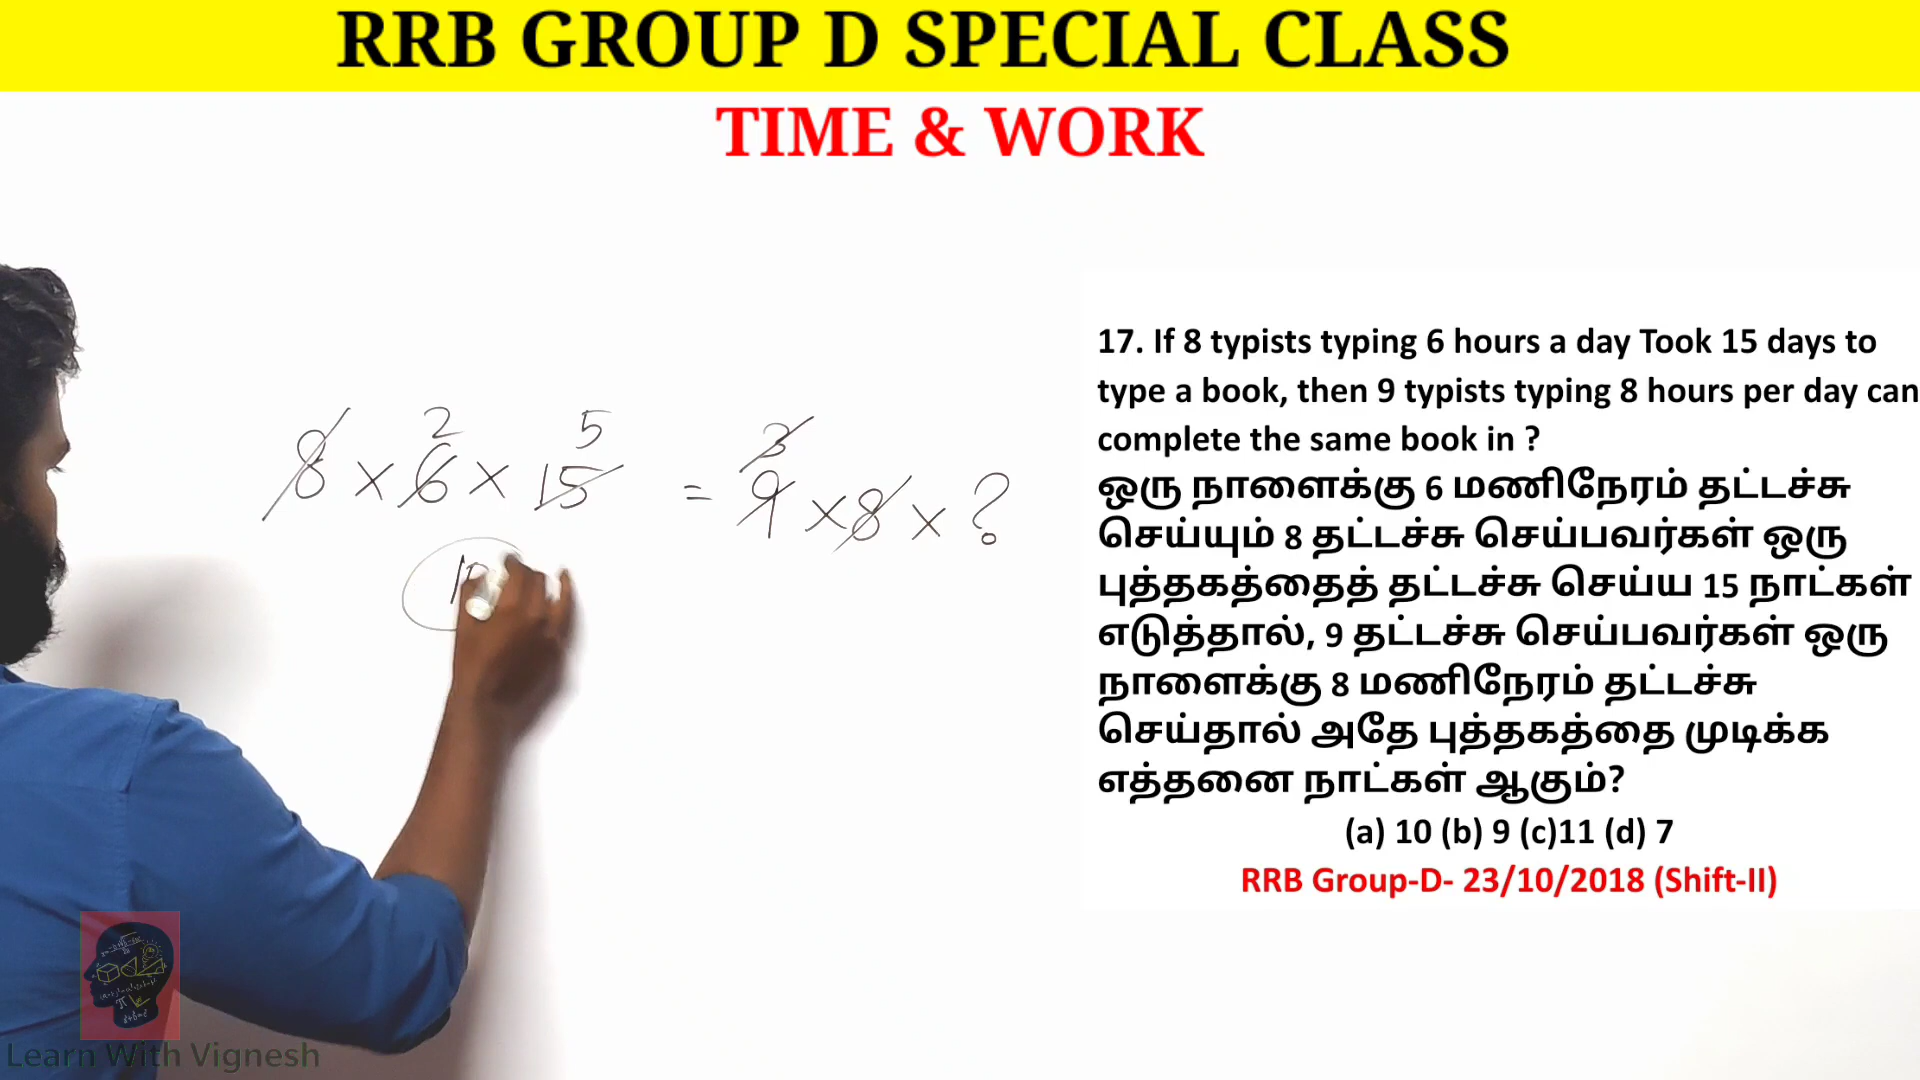 RRB GROUP D SPECIAL CLASS
TIME & WORK
2 5 3
8 × 6 × 15 = 9 × 8 × ?
17. If 8 typists typing 6 hours a day Took 15 days to
type a book, then 9 typists typing 8 hours per day can
complete the same book in ?
ஒரு நாளைக்கு 6 மணிநேரம் தட்டச்சு
செய்யும் 8 தட்டச்சு செய்பவர்கள் ஒரு
புத்தகத்தைத் தட்டச்சு செய்ய 15 நாட்கள்
எடுத்தால், 9 தட்டச்சு செய்பவர்கள் ஒரு
நாளைக்கு 8 மணிநேரம் தட்டச்சு
செய்தால் அதே புத்தகத்தை முடிக்க
எத்தனை நாட்கள் ஆகும்?
(a) 10 (b) 9 (c)11 (d) 7
RRB Group-D- 23/10/2018 (Shift-II)
Learn With Vignesh